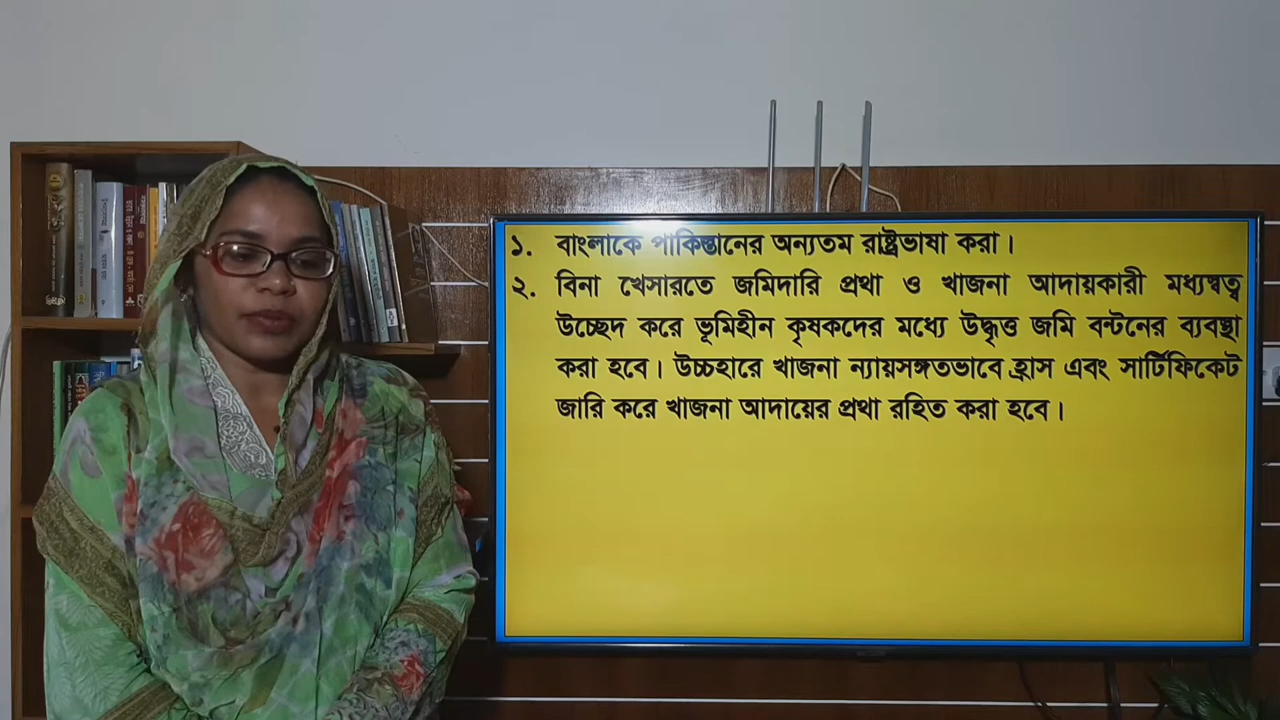 ১. বাংলাকে পাকিস্তানের অন্যতম রাষ্ট্রভাষা করা।
২. বিনা খেসারতে জমিদারি প্রথা ও খাজনা আদায়কারী মধ্যস্বত্ব
উচ্ছেদ করে ভূমিহীন কৃষকদের মধ্যে উদ্ধৃত্ত জমি বন্টনের ব্যবস্থা
করা হবে। উচ্চহারে খাজনা ন্যায়সঙ্গতভাবে হ্রাস এবং সার্টিফিকেট
জারি করে খাজনা আদায়ের প্রথা রহিত করা হবে।